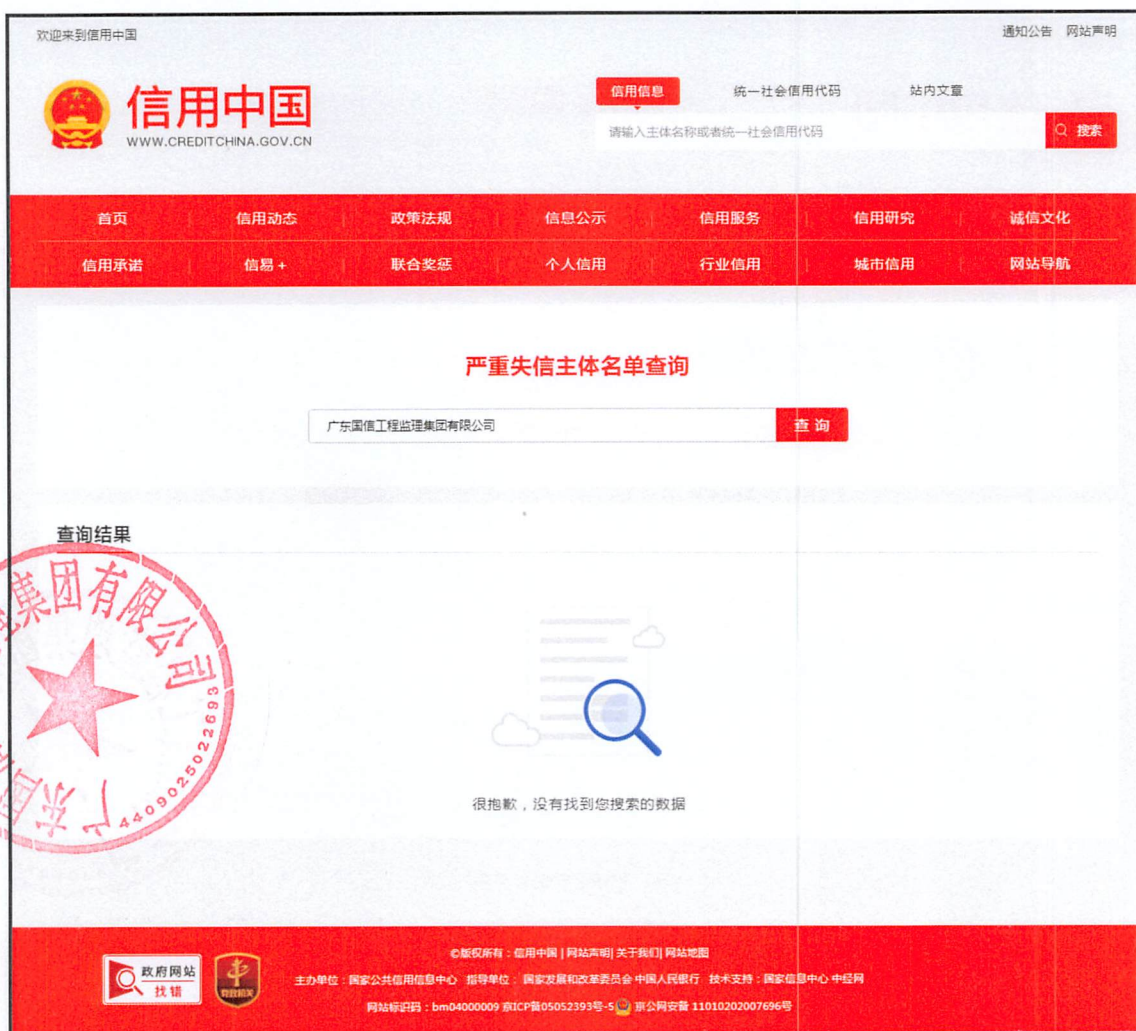 欢迎来到信用中国
通知公告 网站声明
信用中国
WWW.CREDITCHINA.GOV.CN
信用信息 统一社会信用代码 站内文章
请输入主体名称或者统一社会信用代码 搜索
首页 信用动态 政策法规 信息公示 信用服务 信用研究 诚信文化
信用承诺 信易+ 联合奖惩 个人信用 行业信用 城市信用 网站导航
严重失信主体名单查询
广东国信工程监理集团有限公司 查询
查询结果
集团有限公司
广东国信
4409025022693
很抱歉，没有找到您搜索的数据
©版权所有：信用中国 | 网站声明| 关于我们| 网站地图
政府网站
找错
主办单位：国家公共信用信息中心 指导单位： 国家发展和改革委员会 中国人民银行 技术支持：国家信息中心 中经网
网站标识码：bm04000009 京ICP备05052393号-5 京公网安备 11010202007696号